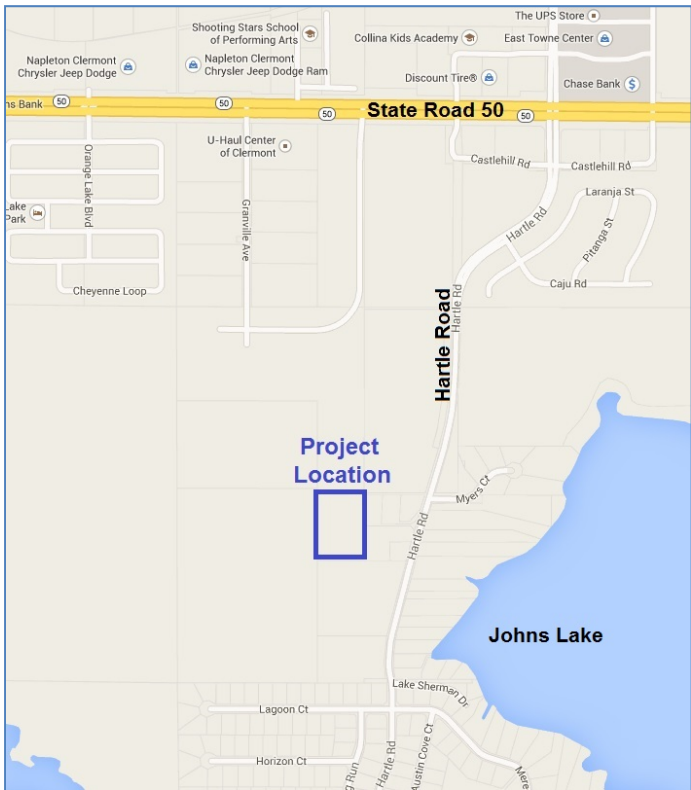 The UPS Store
Shooting Stars School
of Performing Arts
Collina Kids Academy
East Towne Center
Napleton Clermont
Chrysler Jeep Dodge
Napleton Clermont
Chrysler Jeep Dodge Ram
Discount Tire®
Chase Bank
$
ns Bank
50
50
50
State Road 50
50
U-Haul Center
of Clermont
Orange Lake Blvd
Castlehill Rd
Castlehill Rd
Lake
Park
Granville Ave
Laranja St
Hartle Rd
Pitanga St
Cheyenne Loop
Caju Rd
Hartle Road
Hartle Rd
Project
Location
Myers Ct
Hartle Rd
Johns Lake
Lake Sherman Dr
Lagoon Ct
Horizon Ct
g Run
Hartle Rd
Austin Cove Ct
Mere